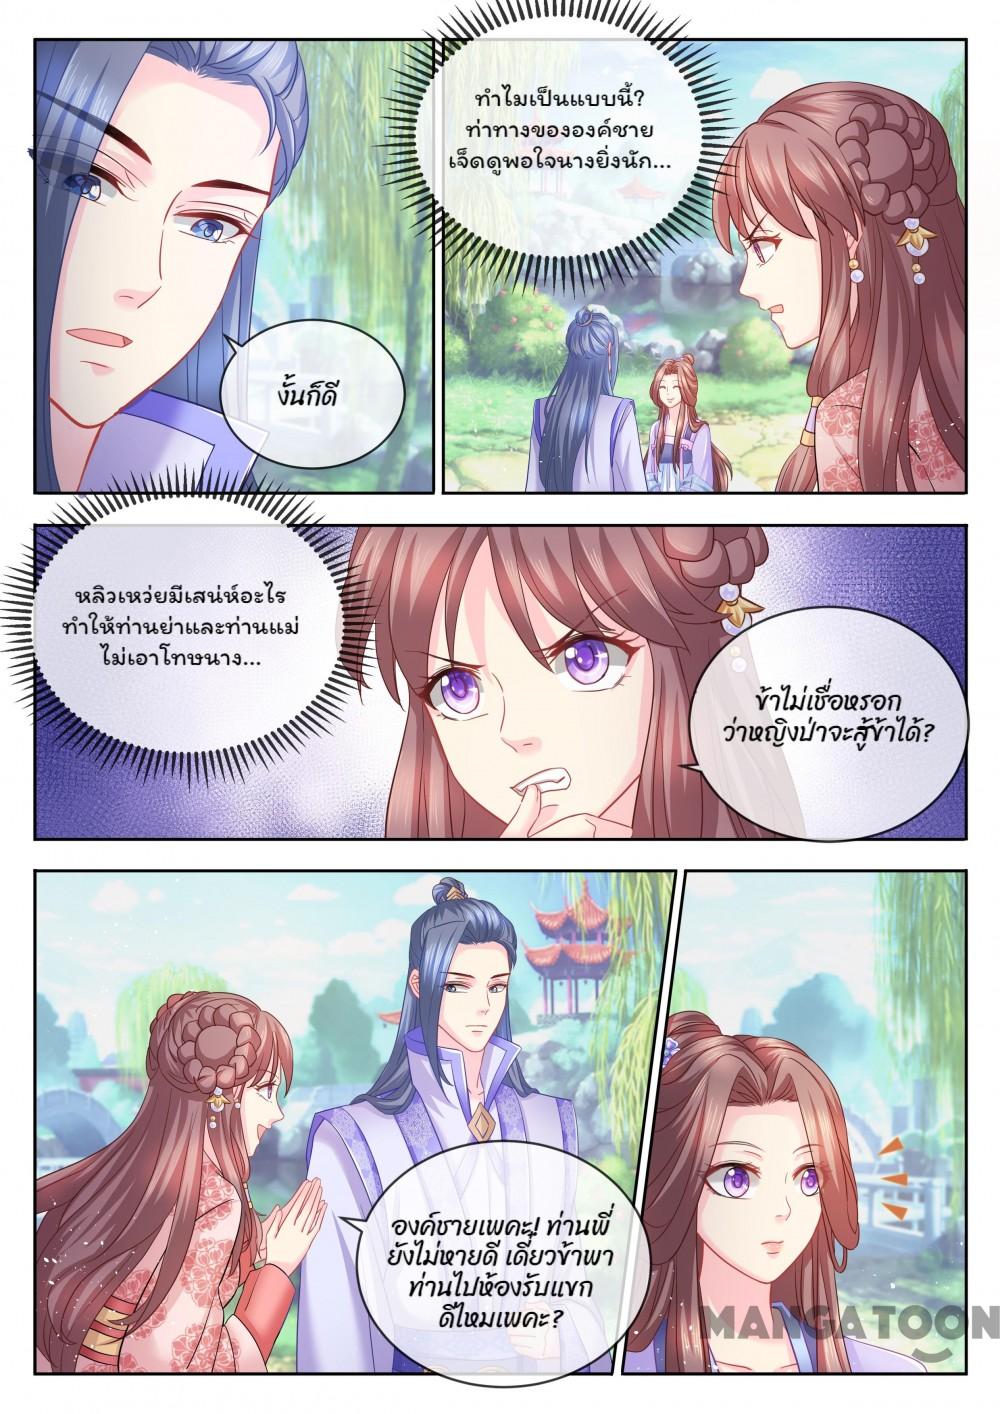 งั้นก็ดี
ทำไมเป็นแบบนี้?
ท่าทางขององค์ชาย
เจ็ดดูพอใจนางยิ่งนัก...
หลิวเหว่ยมีเสน่ห์อะไร
ทำให้ท่านย่าและท่านแม่
ไม่เอาโทษนาง...
ข้าไม่เชื่อหรอก
ว่าหญิงป่าจะสู้ข้าได้?
องค์ชายเพคะ! ท่านพี่
ยังไม่หายดี เดี๋ยวข้าพา
ท่านไปห้องรับแขก
ดีไหมเพคะ?
MANGATOON